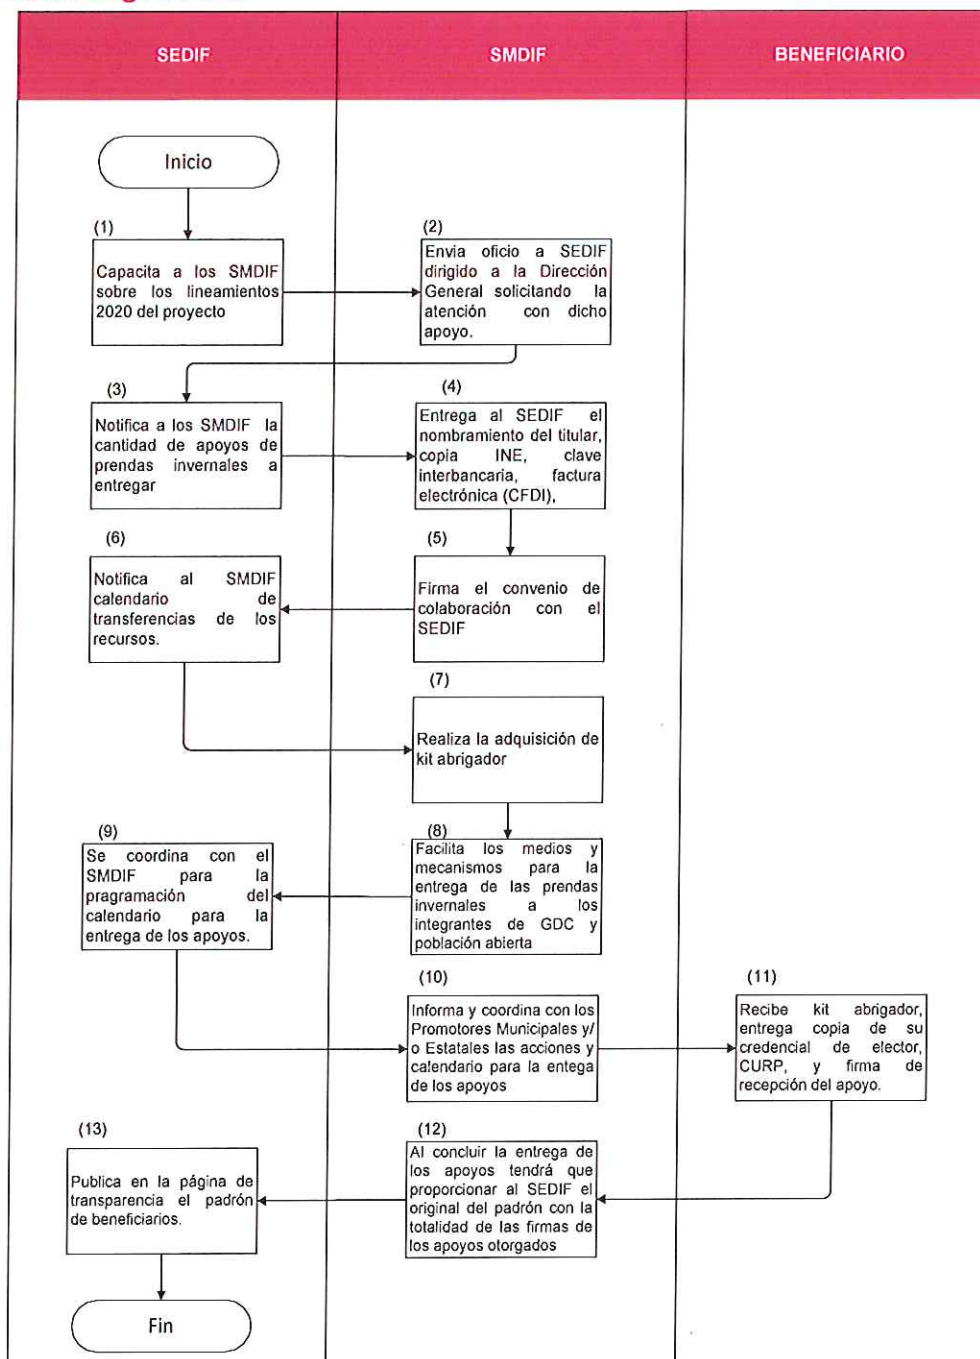 SEDIF
SMDIF
BENEFICIARIO
Inicio
(1)
Capacita a los SMDIF
sobre los lineamientos
2020 del proyecto
(2)
Envia oficio a SEDIF
dirigido a la Dirección
General solicitando la
atención con dicho
apoyo.
(3)
Notifica a los SMDIF la
cantidad de apoyos de
prendas invernales a
entregar
(4)
Entrega al SEDIF el
nombramiento del titular,
copia INE, clave
interbancaria, factura
electrónica (CFDI),
(5)
Firma el convenio de
colaboración con el
SEDIF
(6)
Notifica al SMDIF
calendario de
transferencias de los
recursos.
(7)
Realiza la adquisición de
kit abrigador
(8)
Facilita los medios y
mecanismos para la
entrega de las prendas
invernales a los
integrantes de GDC y
población abierta
(9)
Se coordina con el
SMDIF para la
pragramación del
calendario para la
entrega de los apoyos.
(10)
Informa y coordina con los
Promotores Municipales y/
o Estatales las acciones y
calendario para la entega
de los apoyos
(11)
Recibe kit abrigador,
entrega copia de su
credencial de elector,
CURP, y firma de
recepción del apoyo.
(12)
Al concluir la entrega de
los apoyos tendrá que
proporcionar al SEDIF el
original del padrón con la
totalidad de las firmas de
los apoyos otorgados
(13)
Publica en la página de
transparencia el padrón
de beneficiarios.
Fin